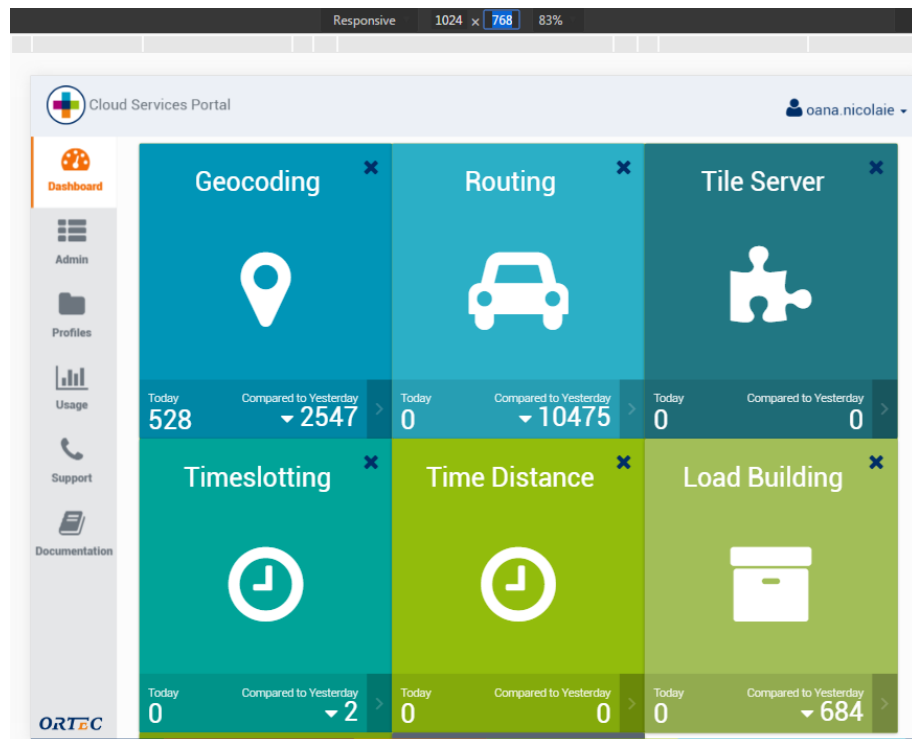 Responsive 1024 × 768 83%
Cloud Services Portal
oana.nicolaie
Dashboard
Admin
Profiles
Usage
Support
Documentation
ORTEC
Geocoding
Today Compared to Yesterday
528 2547
Routing
Today Compared to Yesterday
0 10475
Tile Server
Today Compared to Yesterday
0 0
Timeslotting
Today Compared to Yesterday
0 2
Time Distance
Today Compared to Yesterday
0 0
Load Building
Today Compared to Yesterday
0 684